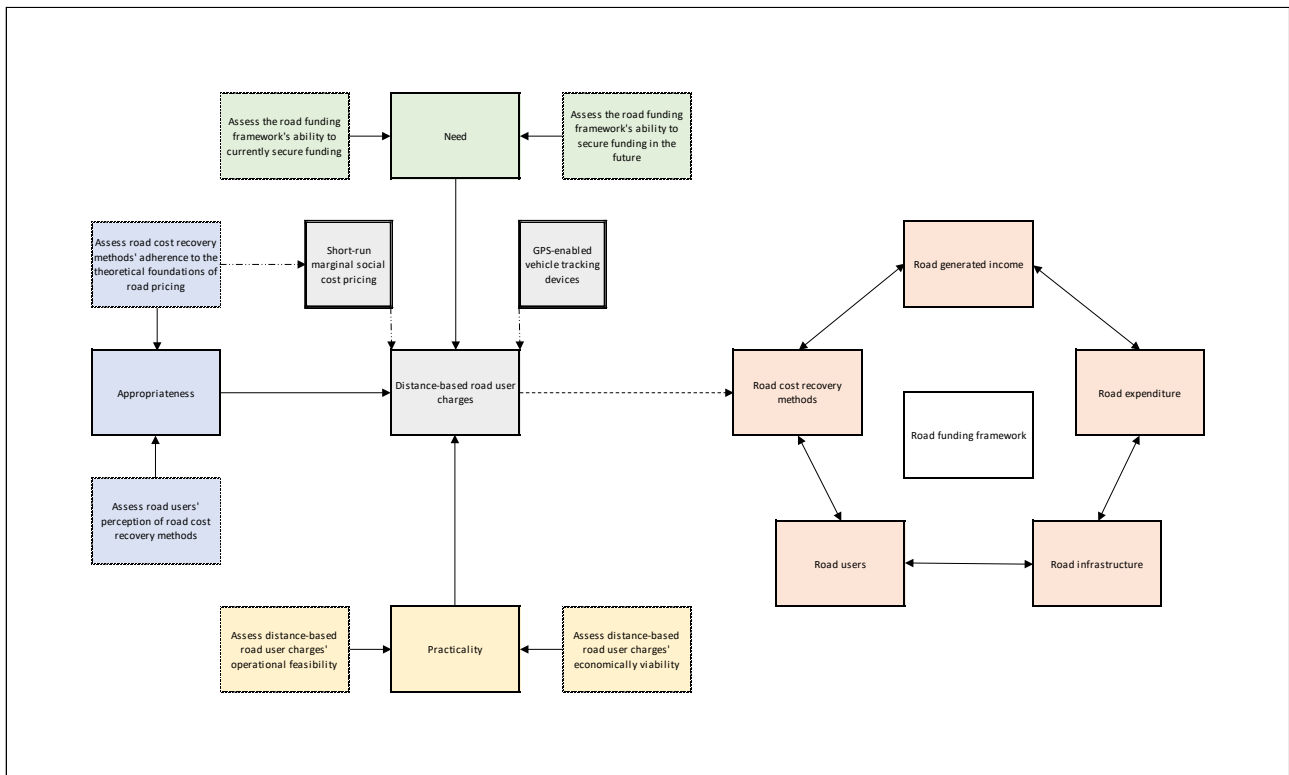 Assess the road funding
framework's ability to
currently secure funding
Need
Assess the road funding
framework's ability to
secure funding in the
future
Assess road cost recovery
methods' adherence to the
theoretical foundations of
road pricing
Short-run
marginal social
cost pricing
GPS-enabled
vehicle tracking
devices
Road generated income
Appropriateness
Distance-based road user
charges
Road cost recovery
methods
Road expenditure
Road funding framework
Assess road users'
perception of road cost
recovery methods
Road users
Road infrastructure
Assess distance-based
road user charges'
operational feasibility
Practicality
Assess distance-based
road user charges'
economically viability